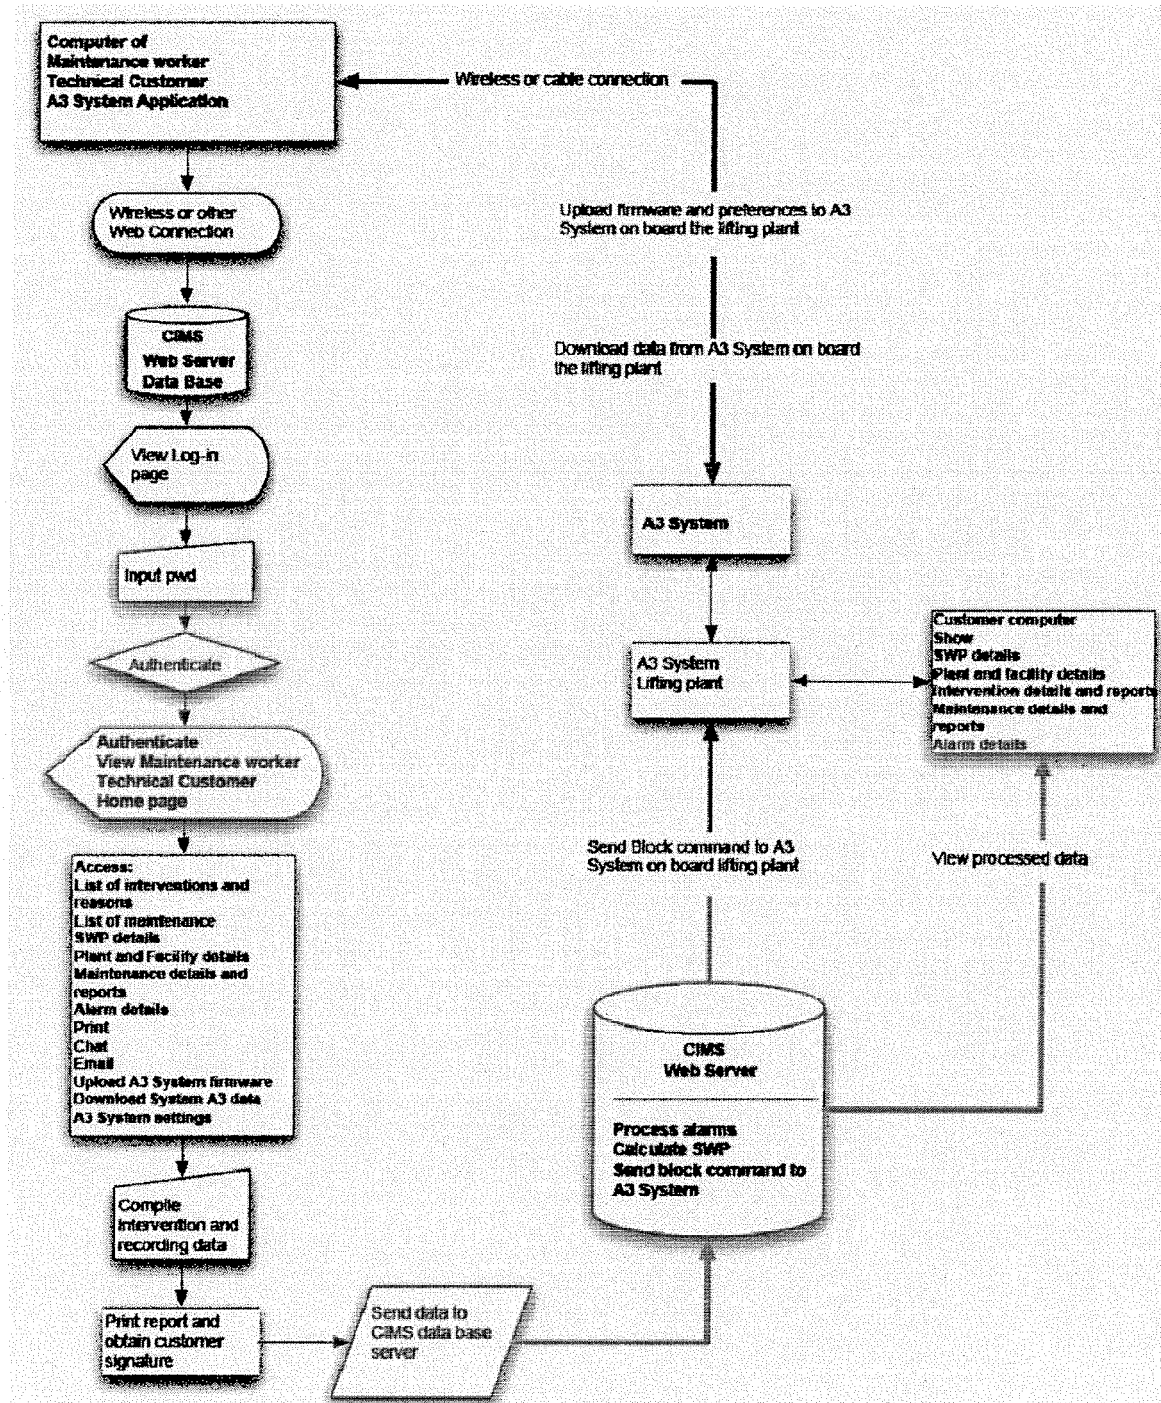 Computer of
Maintenance worker
Technical Customer
A3 System Application
Wireless or cable connection
Wireless or other
Web Connection
Upload firmware and preferences to A3
System on board the lifting plant
CIMS
Web Server
Data Base
Download data from A3 System on board
the lifting plant
View Log-in
page
A3 System
Input pwd
Authenticate
A3 System
Lifting plant
Customer computer
Show
SWP details
Plant and facility details
Intervention details and reports
Maintenance details and
reports
Alarm details
Authenticate
View Maintenance worker
Technical Customer
Home page
Send Block command to A3
System on board lifting plant
View processed data
Access:
List of interventions and
reasons
List of maintenance
SWP details
Plant and Facility details
Maintenance details and
reports
Alarm details
Print
Chat
Email
Upload A3 System firmware
Download System A3 data
A3 System settings
CIMS
Web Server
Process alarms
Calculate SWP
Send block command to
A3 System
Compile
intervention and
recording data
Print report and
obtain customer
signature
Send data to
CIMS data base
server